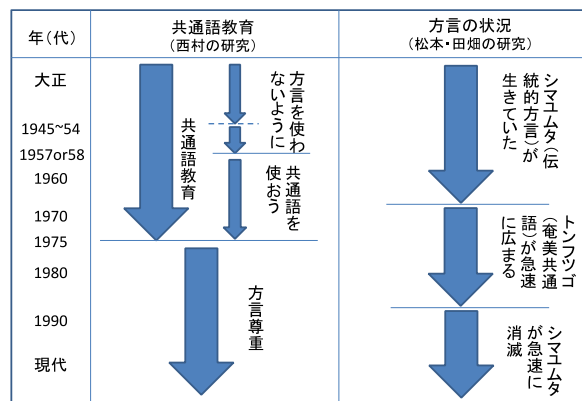 年(代)
共通語教育
(西村の研究)
方言の状況
(松本・田畑の研究)
大正
1945~54
1957or58
1960
1970
1975
1980
1990
現代
共通語教育
方言を使わ
ないように
共通語を
使おう
方言尊重
シマユムタ(伝
統的方言)が
生きていた
トンフツゴ
(奄美共通
語)が急速
に広まる
シマユムタ
が急速に
消滅